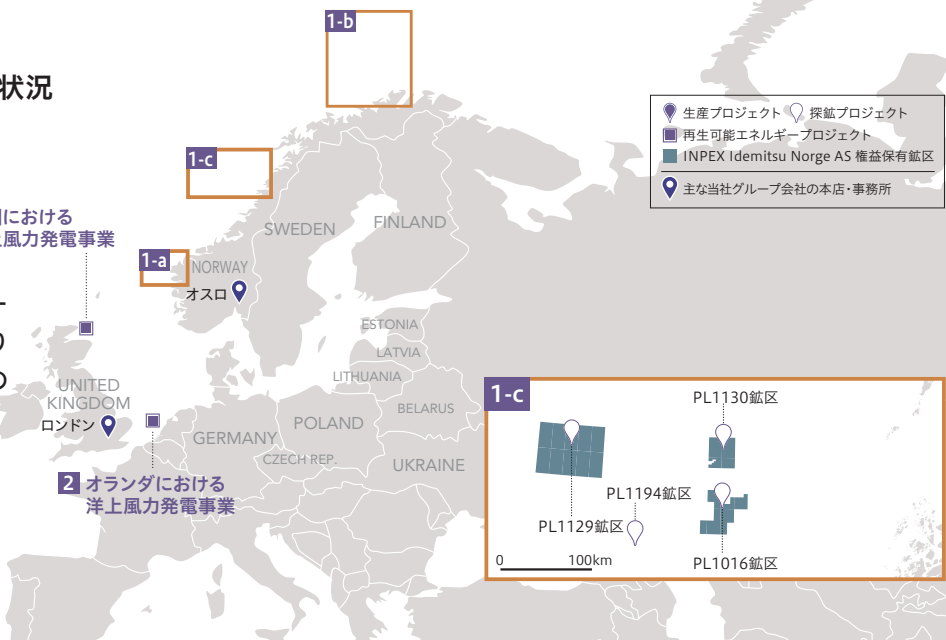 状況
1-b
生産プロジェクト 探鉱プロジェクト
再生可能エネルギープロジェクト
INPEX Idemitsu Norge AS 権益保有鉱区
主な当社グループ会社の本店・事務所
1-c
における
風力発電事業
SWEDEN
FINLAND
1-a
NORWAY
オスロ
ESTONIA
LATVIA
LITHUANIA
UNITED
KINGDOM
ロンドン
BELARUS
GERMANY
POLAND
CZECH REP.
UKRAINE
2 オランダにおける
洋上風力発電事業
1-c
PL1130鉱区
PL1194鉱区
PL1129鉱区
PL1016鉱区
0 100km